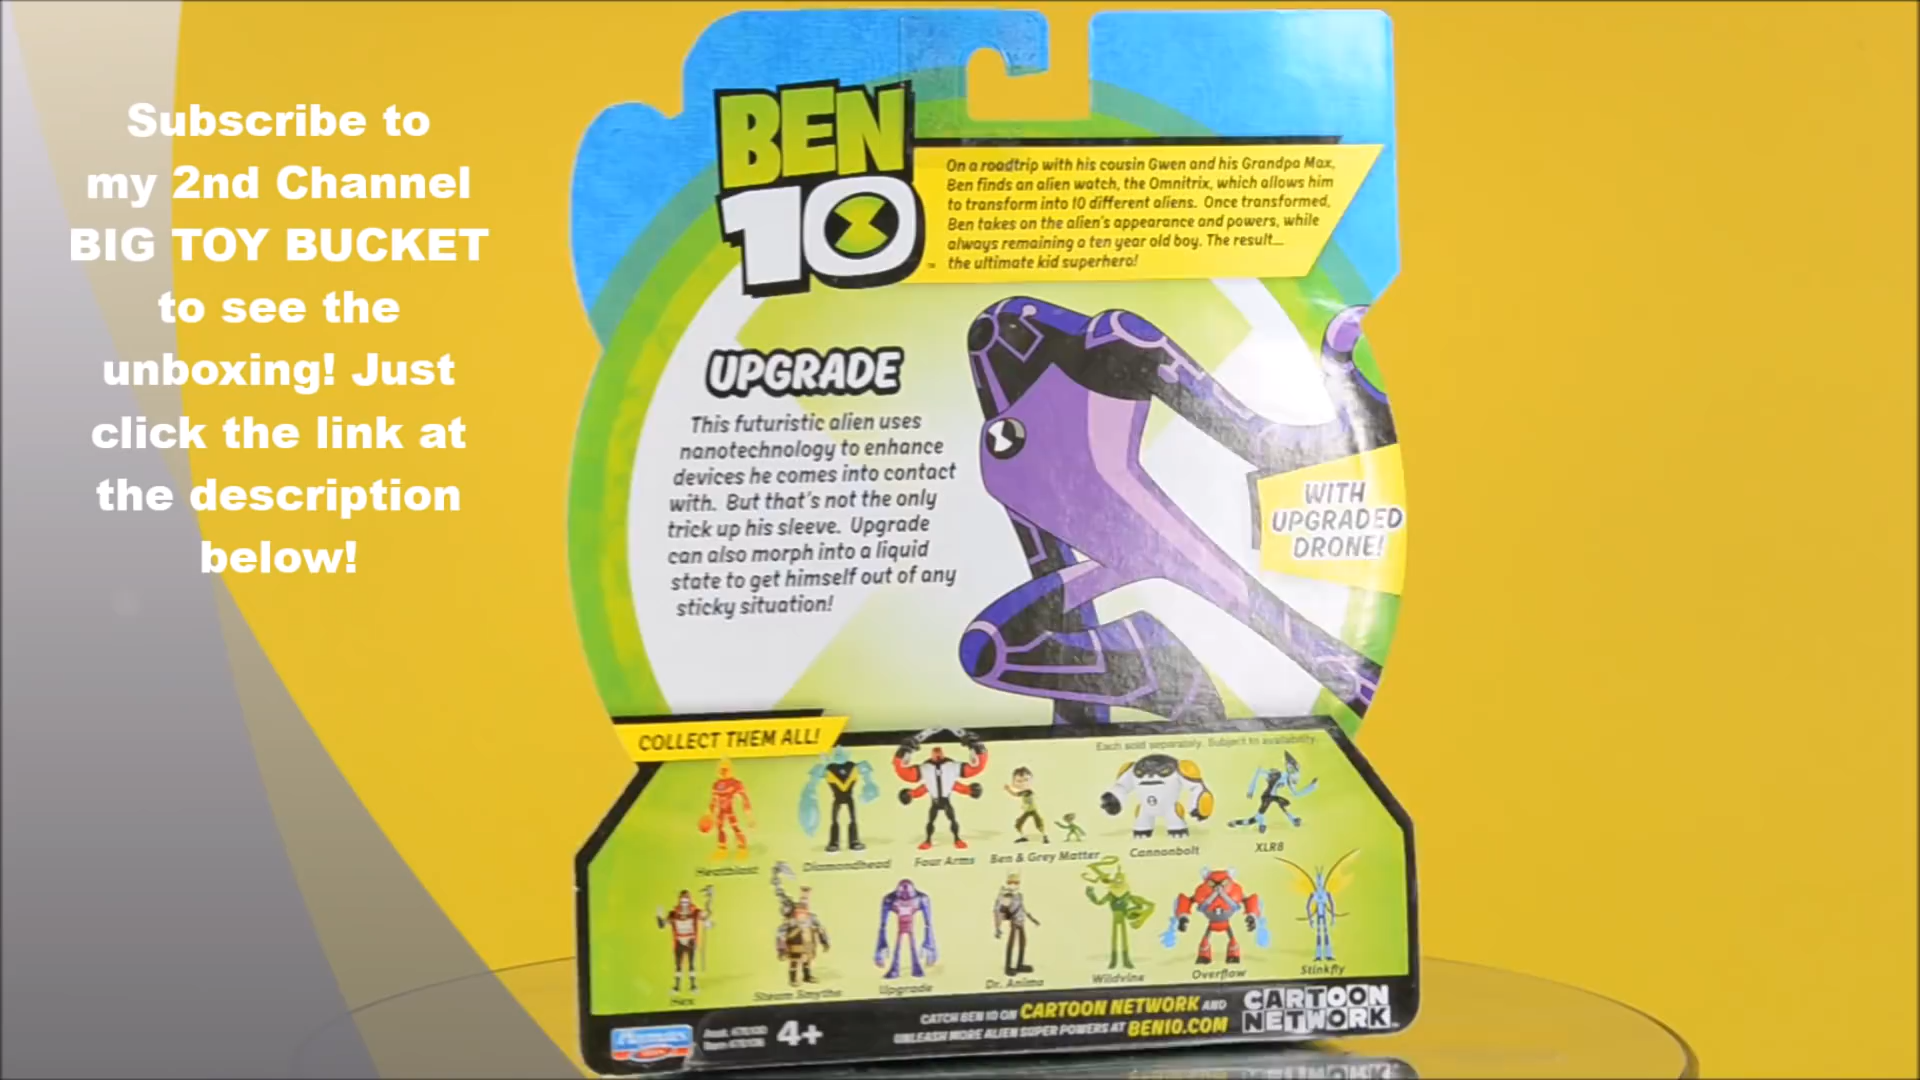 Subscribe to
my 2nd Channel
BIG TOY BUCKET
to see the
unboxing! Just
click the link at
the description
below!
BEN
10
On a roadtrip with his cousin Gwen and his Grandpa Max,
Ben finds an alien watch, the Omnitrix, which allows him
to transform into 10 different aliens. Once transformed,
Ben takes on the alien's appearance and powers, while
always remaining a ten year old boy. The result...
the ultimate kid superhero!
UPGRADE
This futuristic alien uses
nanotechnology to enhance
devices he comes into contact
with. But that's not the only
trick up his sleeve. Upgrade
can also morph into a liquid
state to get himself out of any
sticky situation!
WITH
UPGRADED
DRONE!
COLLECT THEM ALL!
Each sold separately. Subject to availability.
Heatblast Diamondhead Four Arms Ben & Grey Matter Cannonbolt XLR8
Hex Steam Smythe Upgrade Dr. Animo Wildvine Overflow Stinkfly
Playmates
4+
CATCH BEN 10 ON CARTOON NETWORK AND
UNLEASH MORE ALIEN SUPER POWERS AT BEN10.COM
CARTOON
NETWORK